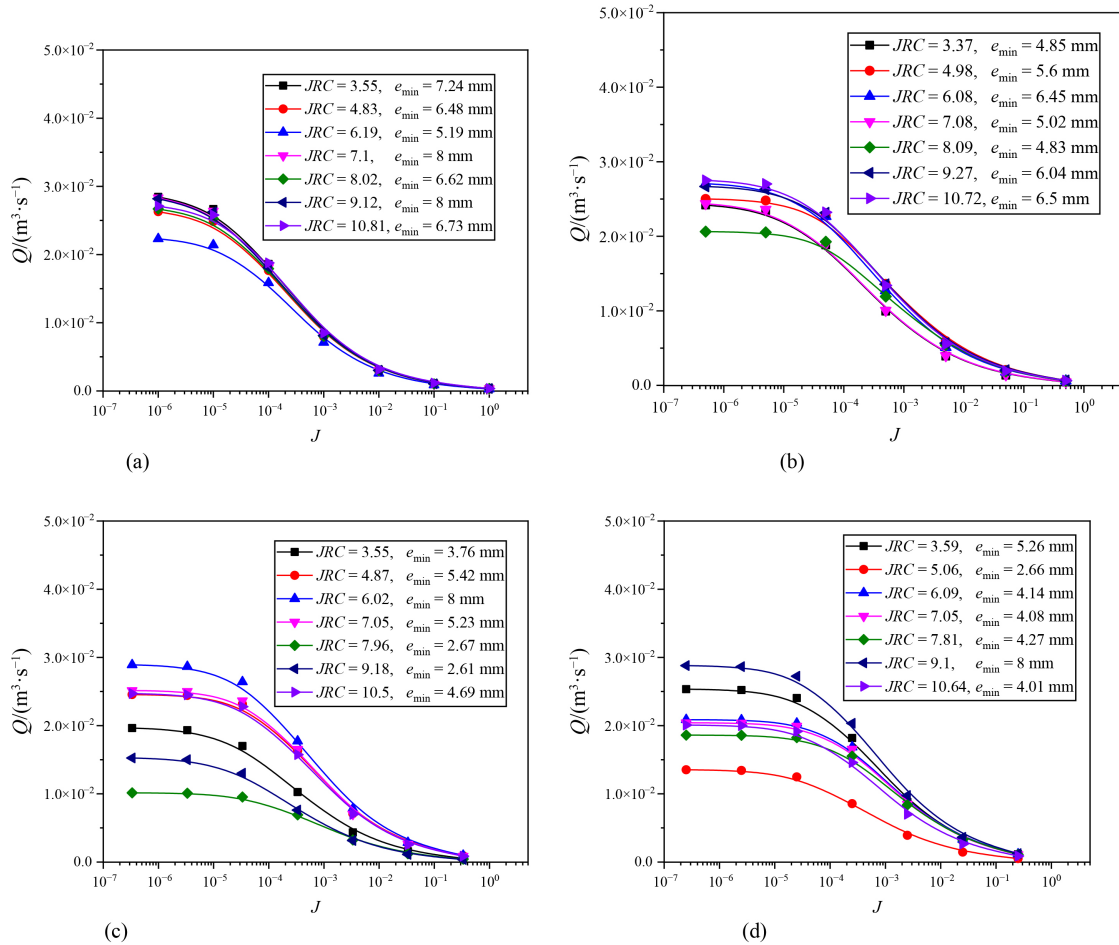 5.0×10⁻²
4.0×10⁻²
3.0×10⁻²
2.0×10⁻²
1.0×10⁻²
0.0
Q/(m³·s⁻¹)
JRC = 3.55, e_min = 7.24 mm
JRC = 4.83, e_min = 6.48 mm
JRC = 6.19, e_min = 5.19 mm
JRC = 7.1, e_min = 8 mm
JRC = 8.02, e_min = 6.62 mm
JRC = 9.12, e_min = 8 mm
JRC = 10.81, e_min = 6.73 mm
10⁻⁷ 10⁻⁶ 10⁻⁵ 10⁻⁴ 10⁻³ 10⁻² 10⁻¹ 10⁰
J
(a)
5.0×10⁻²
4.0×10⁻²
3.0×10⁻²
2.0×10⁻²
1.0×10⁻²
0.0
Q/(m³·s⁻¹)
JRC = 3.37, e_min = 4.85 mm
JRC = 4.98, e_min = 5.6 mm
JRC = 6.08, e_min = 6.45 mm
JRC = 7.08, e_min = 5.02 mm
JRC = 8.09, e_min = 4.83 mm
JRC = 9.27, e_min = 6.04 mm
JRC = 10.72, e_min = 6.5 mm
10⁻⁷ 10⁻⁶ 10⁻⁵ 10⁻⁴ 10⁻³ 10⁻² 10⁻¹ 10⁰
J
(b)
5.0×10⁻²
4.0×10⁻²
3.0×10⁻²
2.0×10⁻²
1.0×10⁻²
0.0
Q/(m³·s⁻¹)
JRC = 3.55, e_min = 3.76 mm
JRC = 4.87, e_min = 5.42 mm
JRC = 6.02, e_min = 8 mm
JRC = 7.05, e_min = 5.23 mm
JRC = 7.96, e_min = 2.67 mm
JRC = 9.18, e_min = 2.61 mm
JRC = 10.5, e_min = 4.69 mm
10⁻⁷ 10⁻⁶ 10⁻⁵ 10⁻⁴ 10⁻³ 10⁻² 10⁻¹ 10⁰
J
(c)
5.0×10⁻²
4.0×10⁻²
3.0×10⁻²
2.0×10⁻²
1.0×10⁻²
0.0
Q/(m³·s⁻¹)
JRC = 3.59, e_min = 5.26 mm
JRC = 5.06, e_min = 2.66 mm
JRC = 6.09, e_min = 4.14 mm
JRC = 7.05, e_min = 4.08 mm
JRC = 7.81, e_min = 4.27 mm
JRC = 9.1, e_min = 8 mm
JRC = 10.64, e_min = 4.01 mm
10⁻⁷ 10⁻⁶ 10⁻⁵ 10⁻⁴ 10⁻³ 10⁻² 10⁻¹ 10⁰
J
(d)